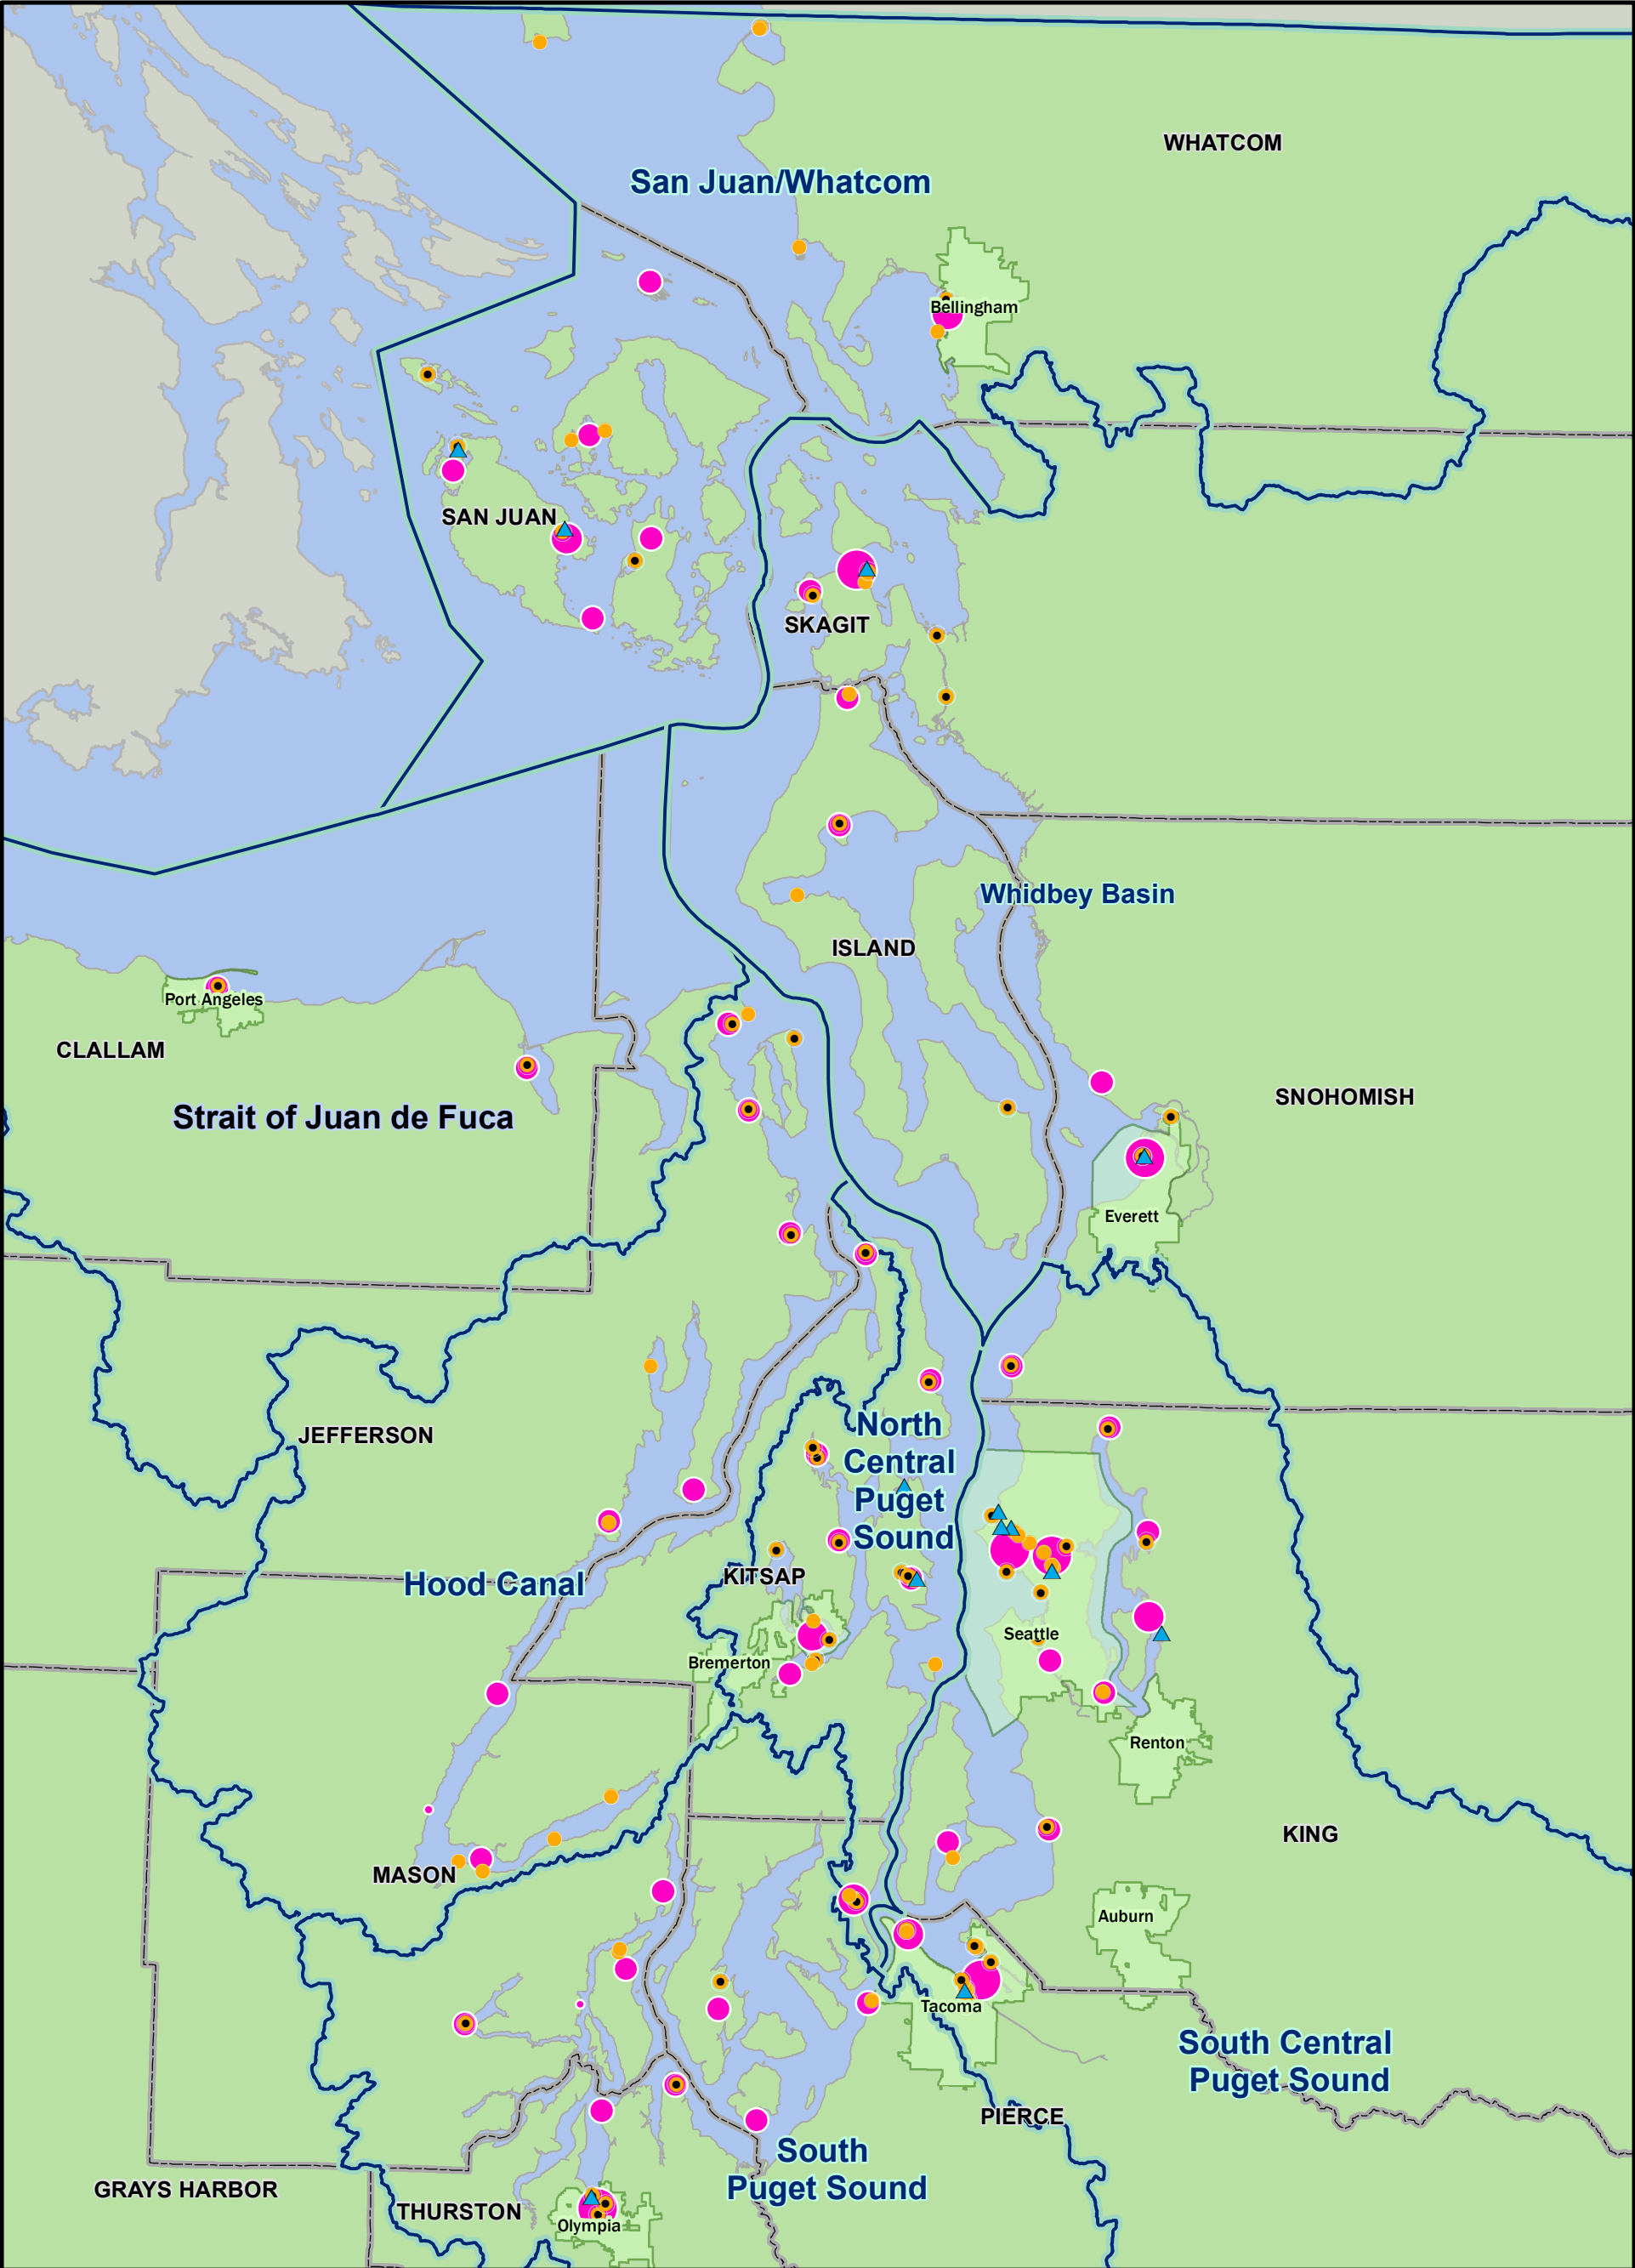 WHATCOM
San Juan/Whatcom
Bellingham
SAN JUAN
SKAGIT
Whidbey Basin
ISLAND
Port Angeles
CLALLAM
SNOHOMISH
Strait of Juan de Fuca
Everett
JEFFERSON
North
Central
Puget
Sound
KITSAP
Hood Canal
Seattle
Bremerton
Renton
KING
MASON
Auburn
Tacoma
South Central
Puget Sound
PIERCE
South
Puget Sound
GRAYS HARBOR
THURSTON
Olympia